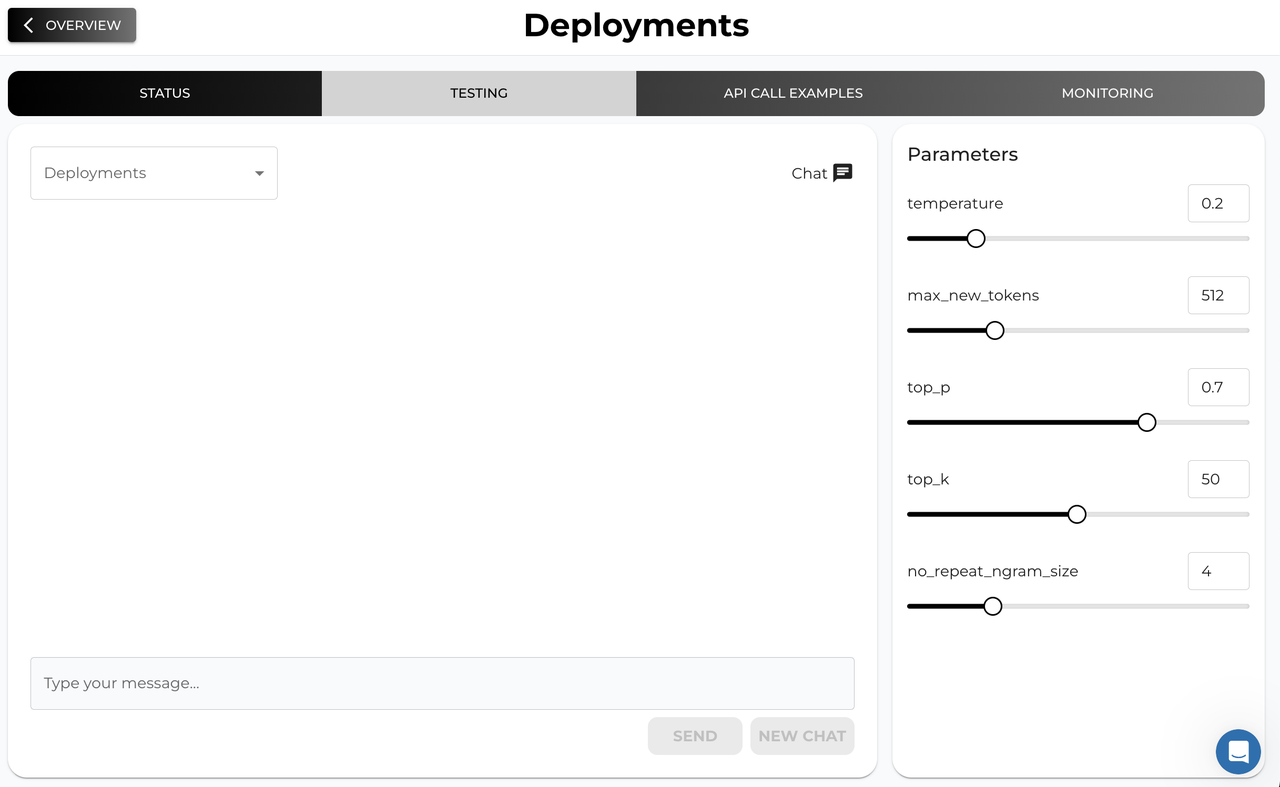 OVERVIEW
Deployments
STATUS
TESTING
API CALL EXAMPLES
MONITORING
Deployments
Chat
Type your message...
SEND
NEW CHAT
Parameters
temperature
0.2
max_new_tokens
512
top_p
0.7
top_k
50
no_repeat_ngram_size
4